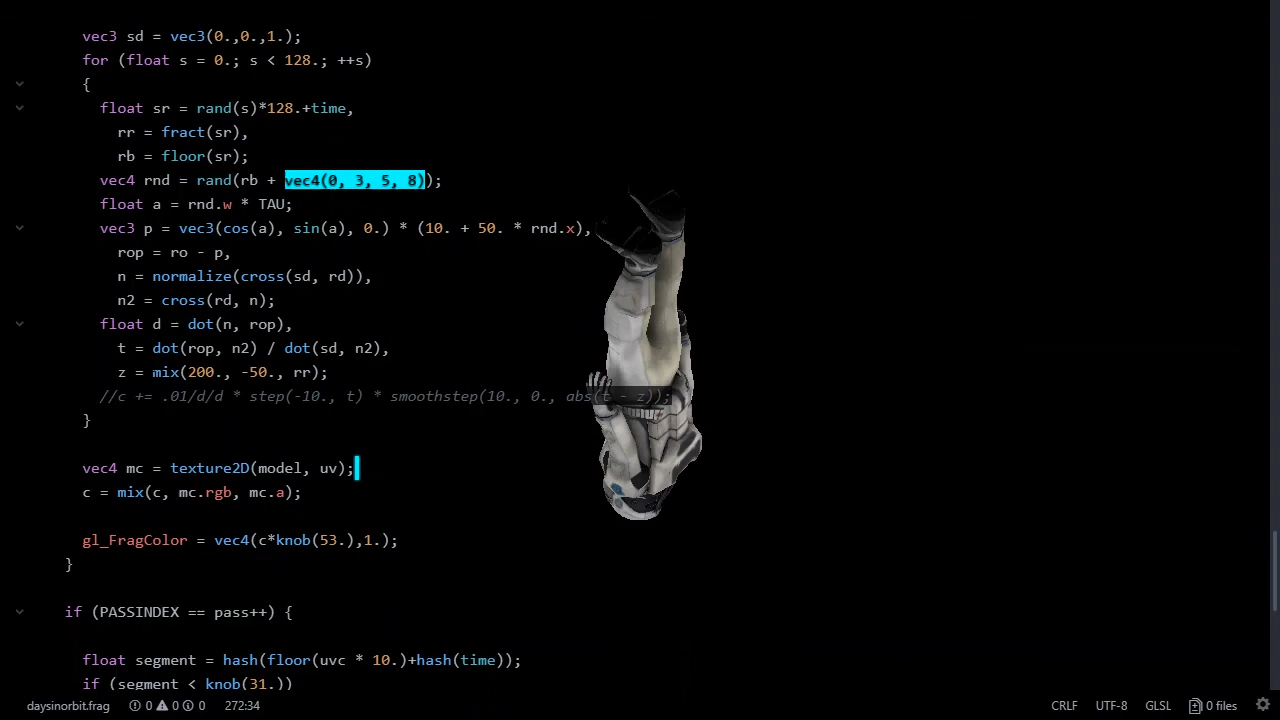 vec3 sd = vec3(0.,0.,1.);
for (float s = 0.; s < 128.; ++s)
{
float sr = rand(s)*128.+time,
rr = fract(sr),
rb = floor(sr);
vec4 rnd = rand(rb + vec4(0, 3, 5, 8));
float a = rnd.w * TAU;
vec3 p = vec3(cos(a), sin(a), 0.) * (10. + 50. * rnd.x),
rop = ro - p,
n = normalize(cross(sd, rd)),
n2 = cross(rd, n);
float d = dot(n, rop),
t = dot(rop, n2) / dot(sd, n2),
z = mix(200., -50., rr);
//c += .01/d/d * step(-10., t) * smoothstep(10., 0., abs(t - z));
}
vec4 mc = texture2D(model, uv);
c = mix(c, mc.rgb, mc.a);
gl_FragColor = vec4(c*knob(53.),1.);
}
if (PASSINDEX == pass++) {
float segment = hash(floor(uvc * 10.)+hash(time));
if (segment < knob(31.))
daysinorbit.frag 0 0 0 272:34 CRLF UTF-8 GLSL 0 files